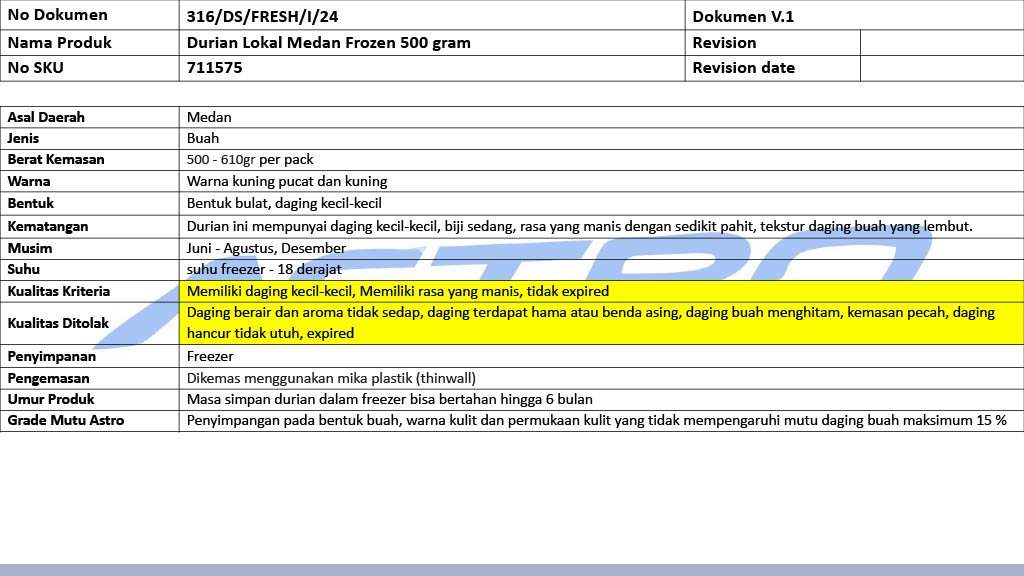 No Dokumen 316/DS/FRESH/I/24 Dokumen V.1
Nama Produk Durian Lokal Medan Frozen 500 gram Revision
No SKU 711575 Revision date
Asal Daerah Medan
Jenis Buah
Berat Kemasan 500 - 610gr per pack
Warna Warna kuning pucat dan kuning
Bentuk Bentuk bulat, daging kecil-kecil
Kematangan Durian ini mempunyai daging kecil-kecil, biji sedang, rasa yang manis dengan sedikit pahit, tekstur daging buah yang lembut.
Musim Juni - Agustus, Desember
Suhu suhu freezer - 18 derajat
Kualitas Kriteria Memiliki daging kecil-kecil, Memiliki rasa yang manis, tidak expired
Kualitas Ditolak Daging berair dan aroma tidak sedap, daging terdapat hama atau benda asing, daging buah menghitam, kemasan pecah, daging
hancur tidak utuh, expired
Penyimpanan Freezer
Pengemasan Dikemas menggunakan mika plastik (thinwall)
Umur Produk Masa simpan durian dalam freezer bisa bertahan hingga 6 bulan
Grade Mutu Astro Penyimpangan pada bentuk buah, warna kulit dan permukaan kulit yang tidak mempengaruhi mutu daging buah maksimum 15 %
ASTRO